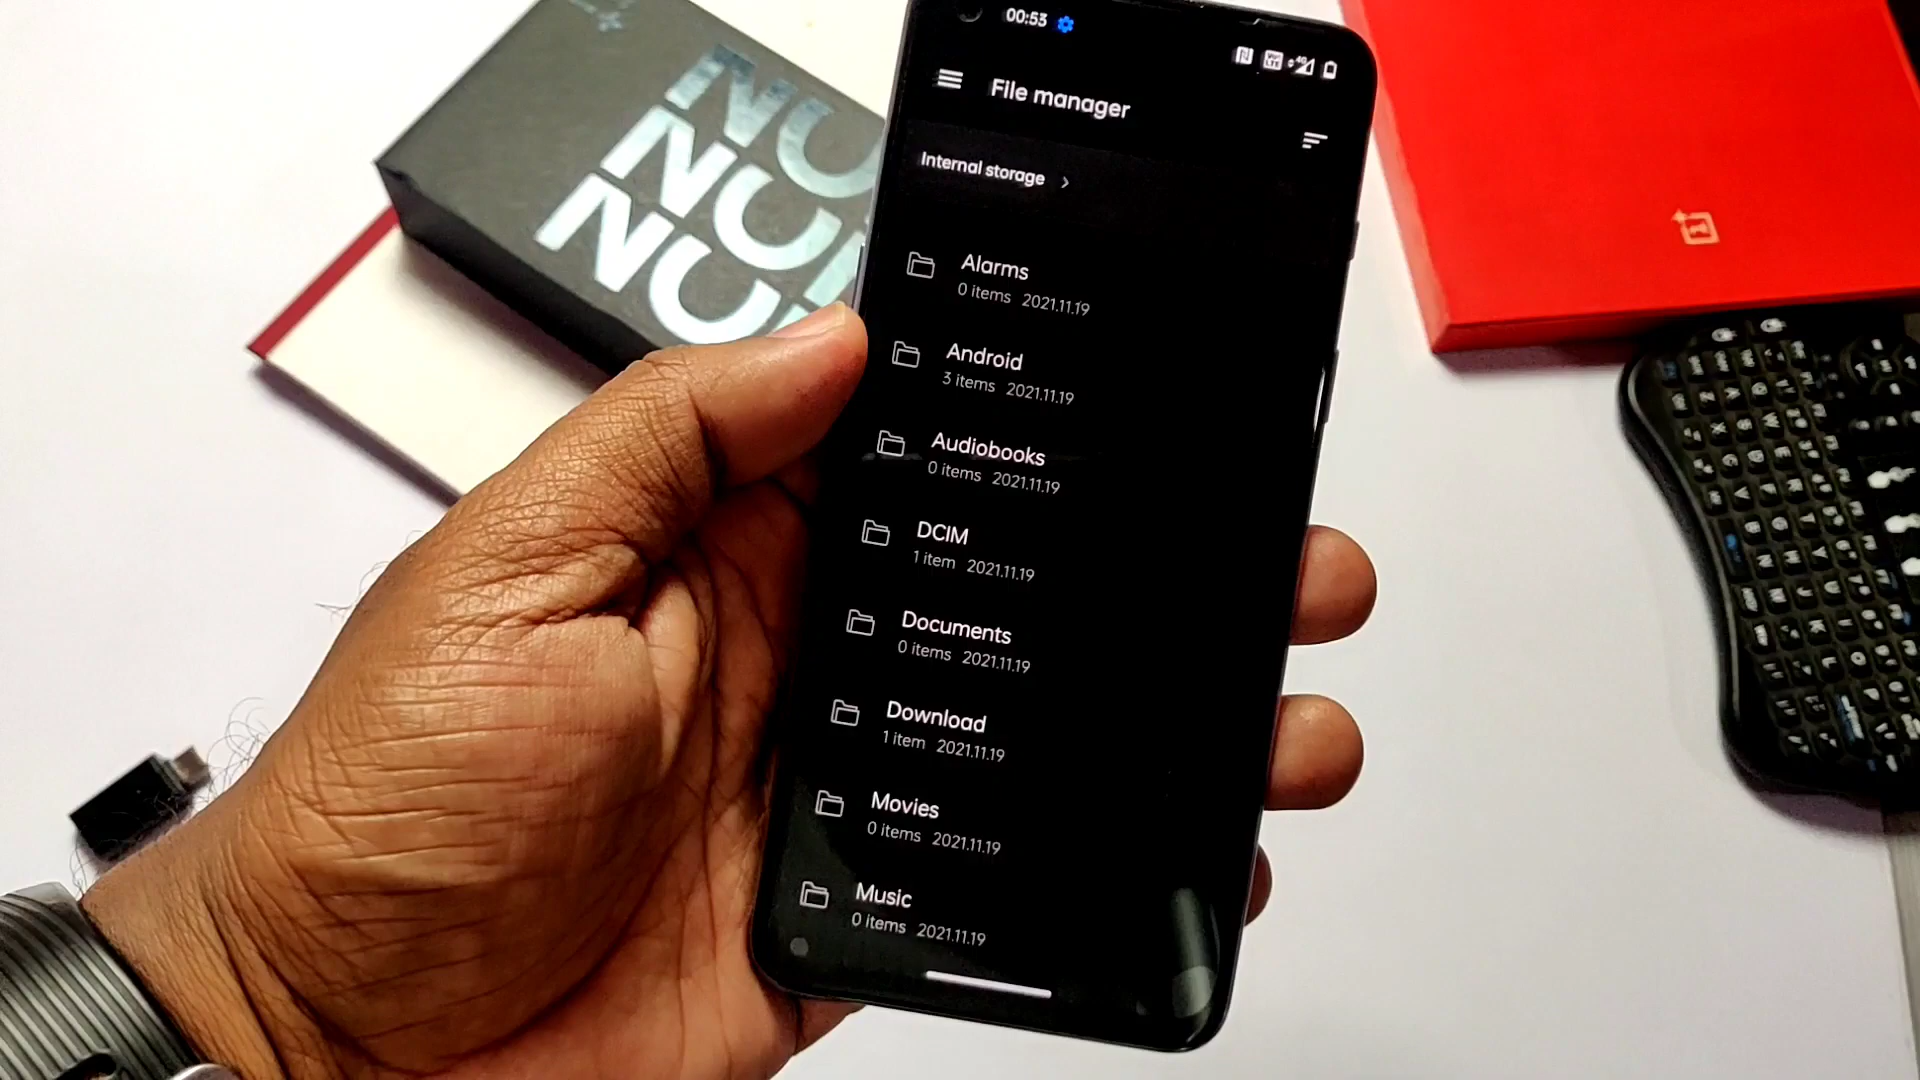 00:53
File manager
Internal storage >
Alarms
0 items 2021.11.19
Android
3 items 2021.11.19
Audiobooks
0 items 2021.11.19
DCIM
1 item 2021.11.19
Documents
0 items 2021.11.19
Download
1 item 2021.11.19
Movies
0 items 2021.11.19
Music
0 items 2021.11.19